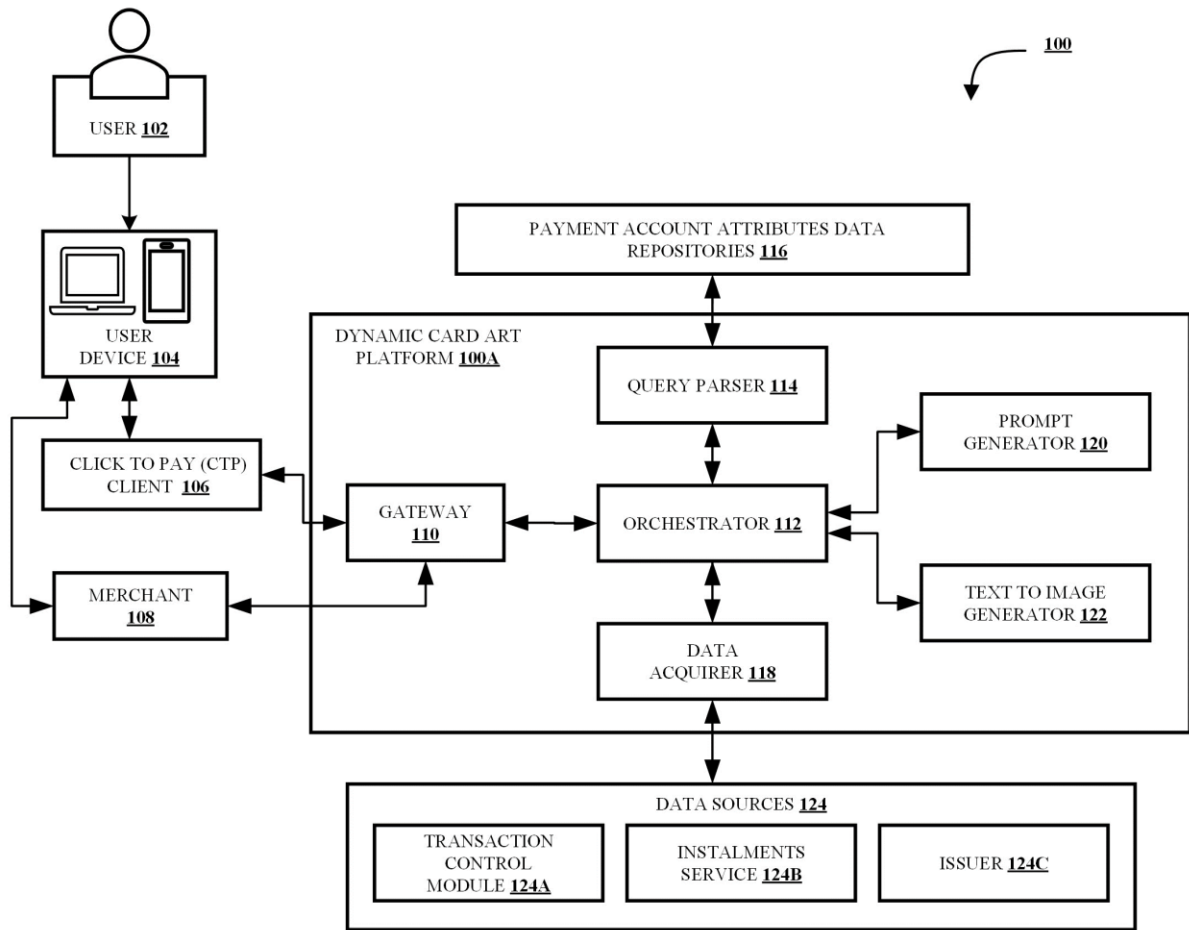 100
USER 102
PAYMENT ACCOUNT ATTRIBUTES DATA
REPOSITORIES 116
USER
DEVICE 104
DYNAMIC CARD ART
PLATFORM 100A
QUERY PARSER 114
PROMPT
GENERATOR 120
CLICK TO PAY (CTP)
CLIENT 106
GATEWAY
110
ORCHESTRATOR 112
MERCHANT
108
TEXT TO IMAGE
GENERATOR 122
DATA
ACQUIRER 118
DATA SOURCES 124
TRANSACTION
CONTROL
MODULE 124A
INSTALMENTS
SERVICE 124B
ISSUER 124C